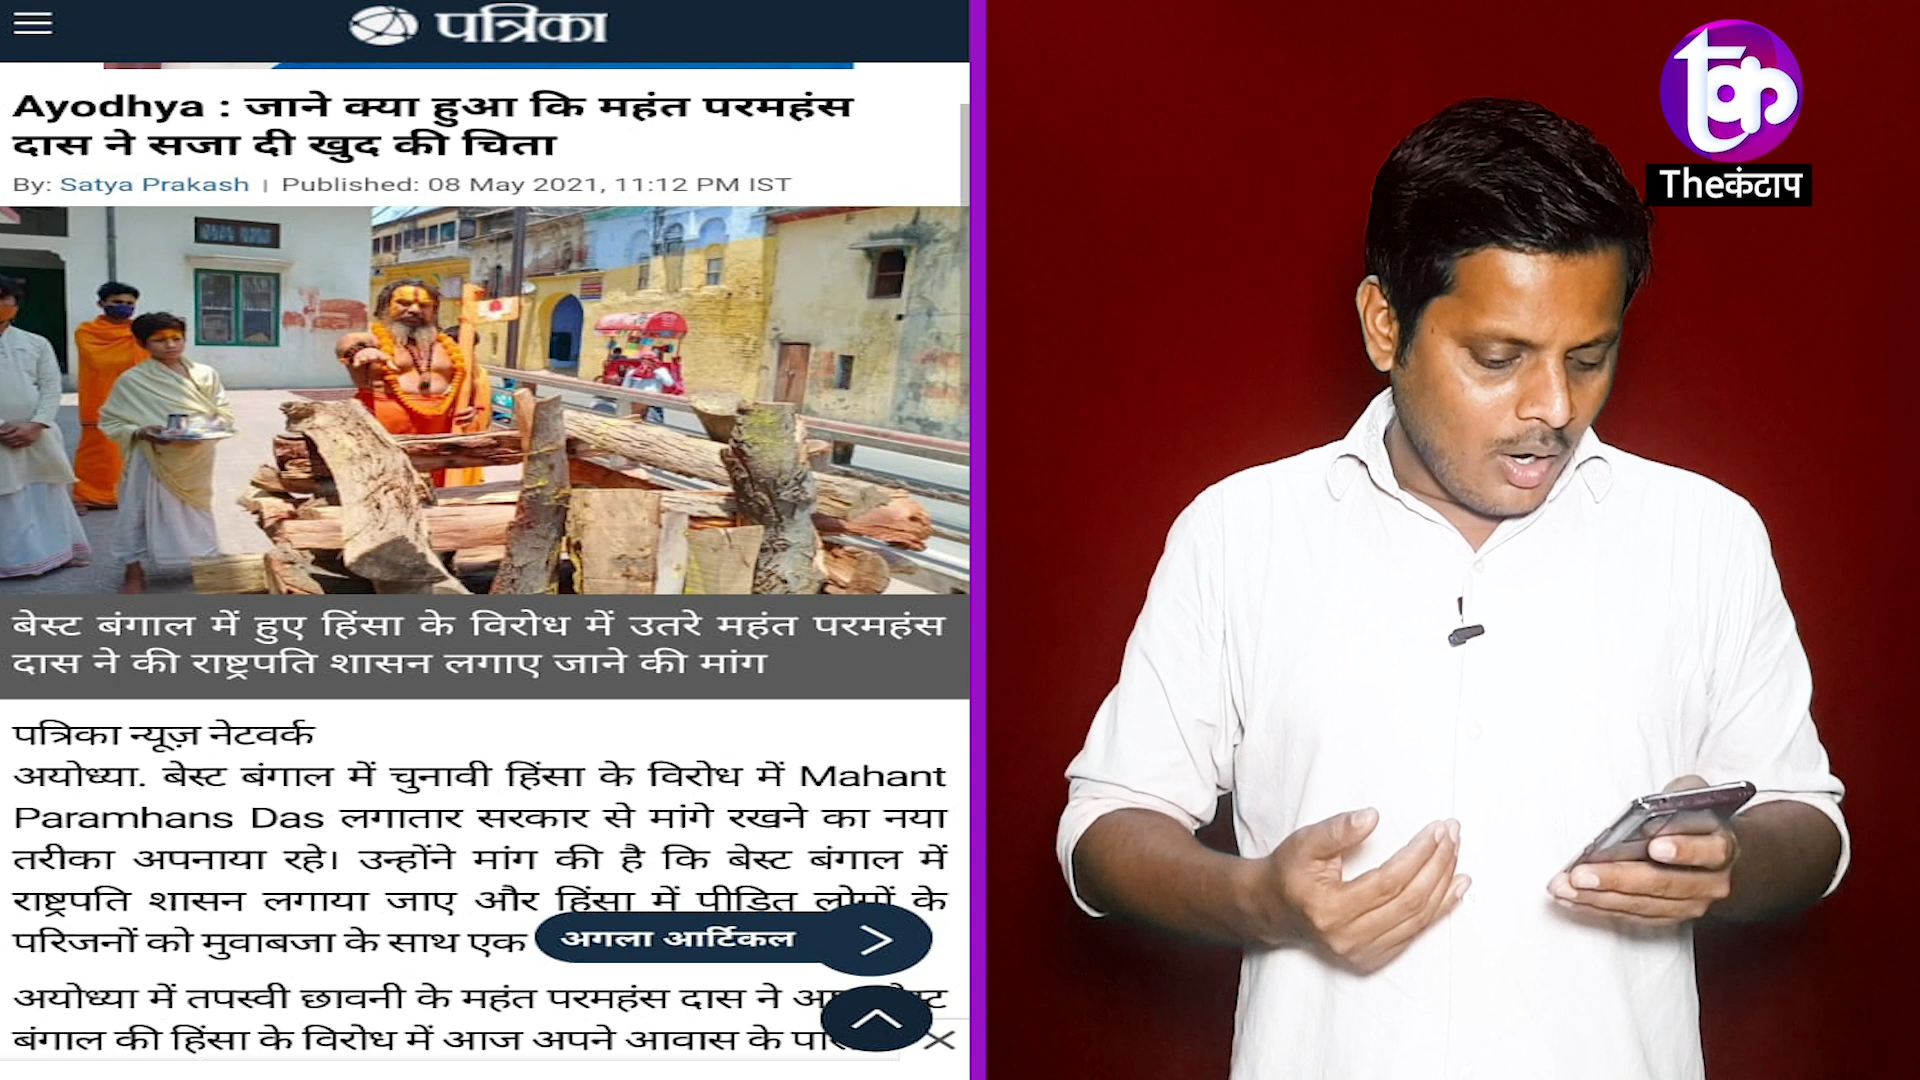 पत्रिका
Ayodhya : जाने क्या हुआ कि महंत परमहंस
दास ने सजा दी खुद की चिता
By: Satya Prakash | Published: 08 May 2021, 11:12 PM IST
बेस्ट बंगाल में हुए हिंसा के विरोध में उतरे महंत परमहंस
दास ने की राष्ट्रपति शासन लगाए जाने की मांग
पत्रिका न्यूज़ नेटवर्क
अयोध्या. बेस्ट बंगाल में चुनावी हिंसा के विरोध में Mahant
Paramhans Das लगातार सरकार से मांगे रखने का नया
तरीका अपनाया रहे। उन्होंने मांग की है कि बेस्ट बंगाल में
राष्ट्रपति शासन लगाया जाए और हिंसा में पीड़ित लोगों के
परिजनों को मुवाबजा के साथ एक
अगला आर्टिकल
अयोध्या में तपस्वी छावनी के महंत परमहंस दास ने
बंगाल की हिंसा के विरोध में आज अपने आवास के
tक
Theकंटाप